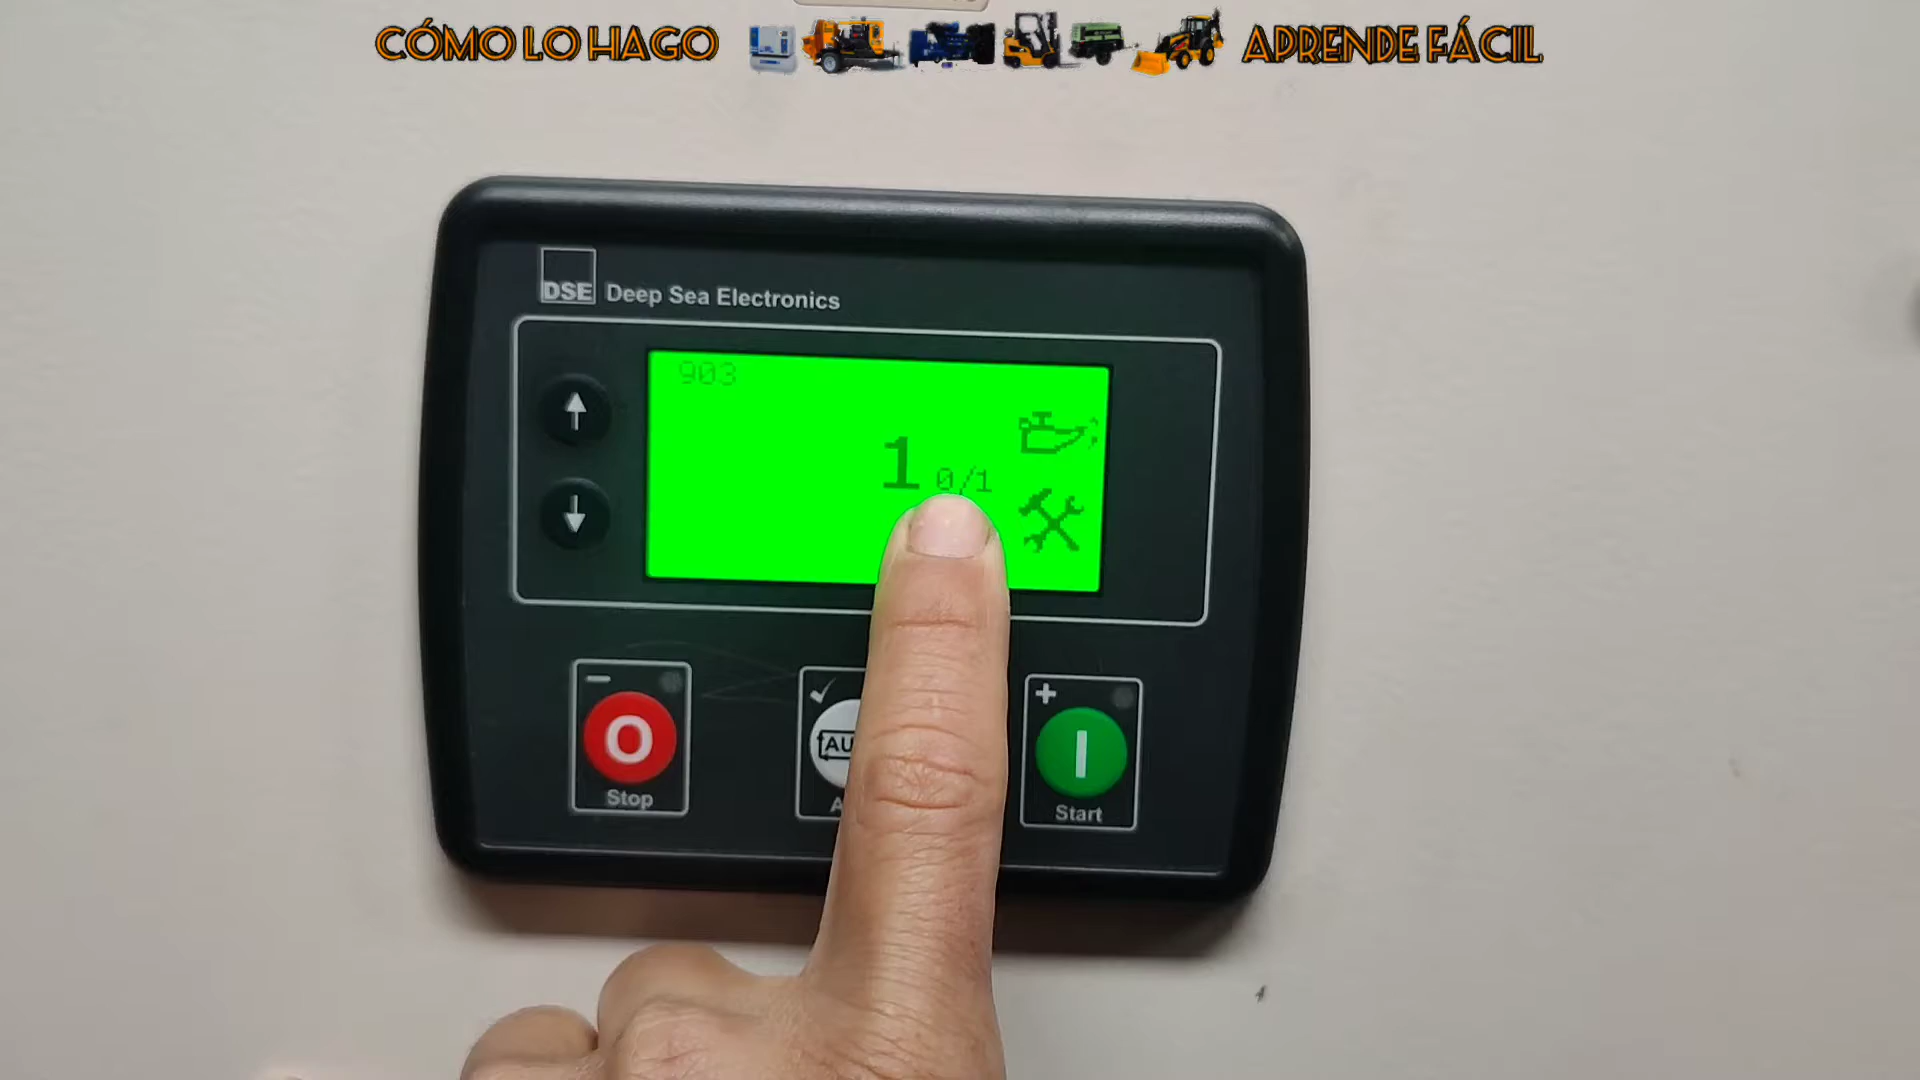 CÓMO LO HAGO APRENDE FÁCIL
DSE Deep Sea Electronics
903
1 0/1
O
I
Stop
Start